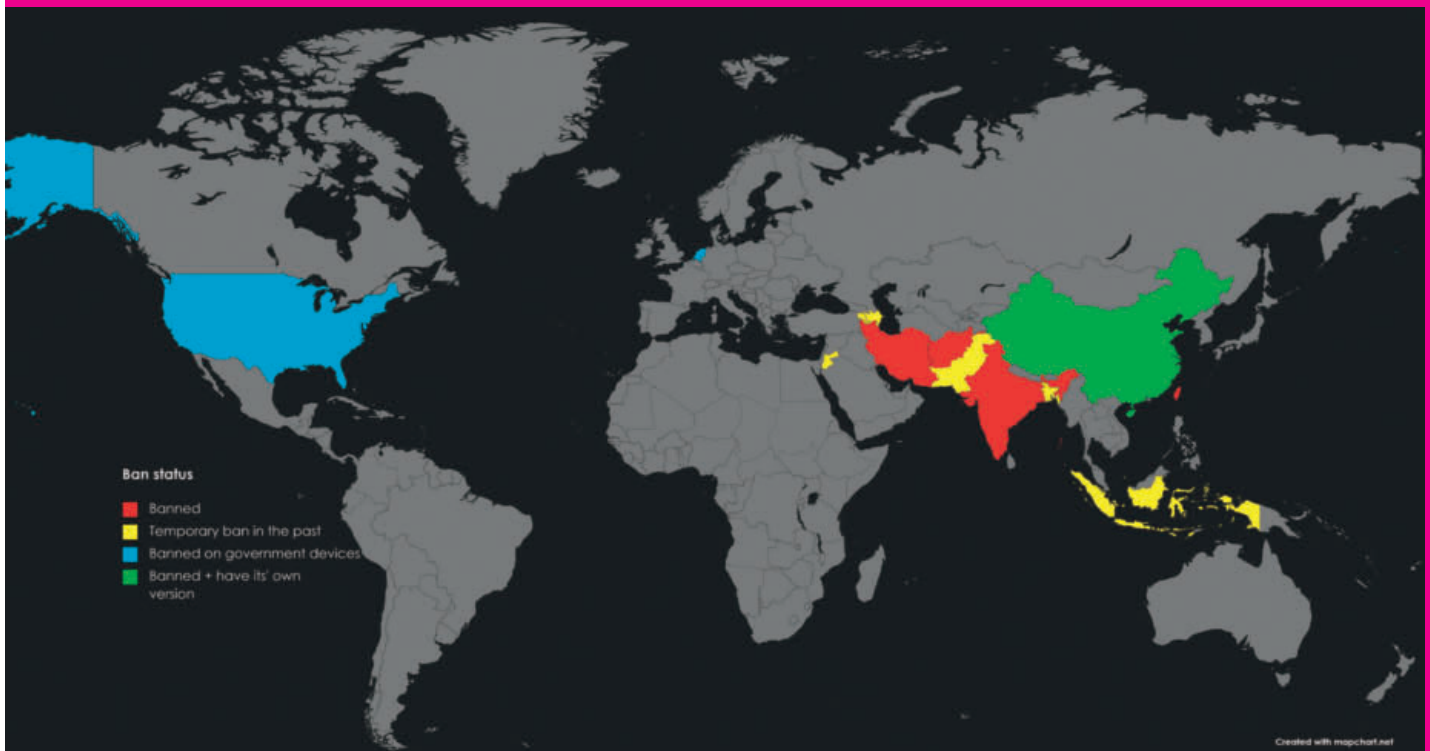 Ban status
Banned
Temporary ban in the past
Banned on government devices
Banned + have its' own
version
Created with mapchart.net